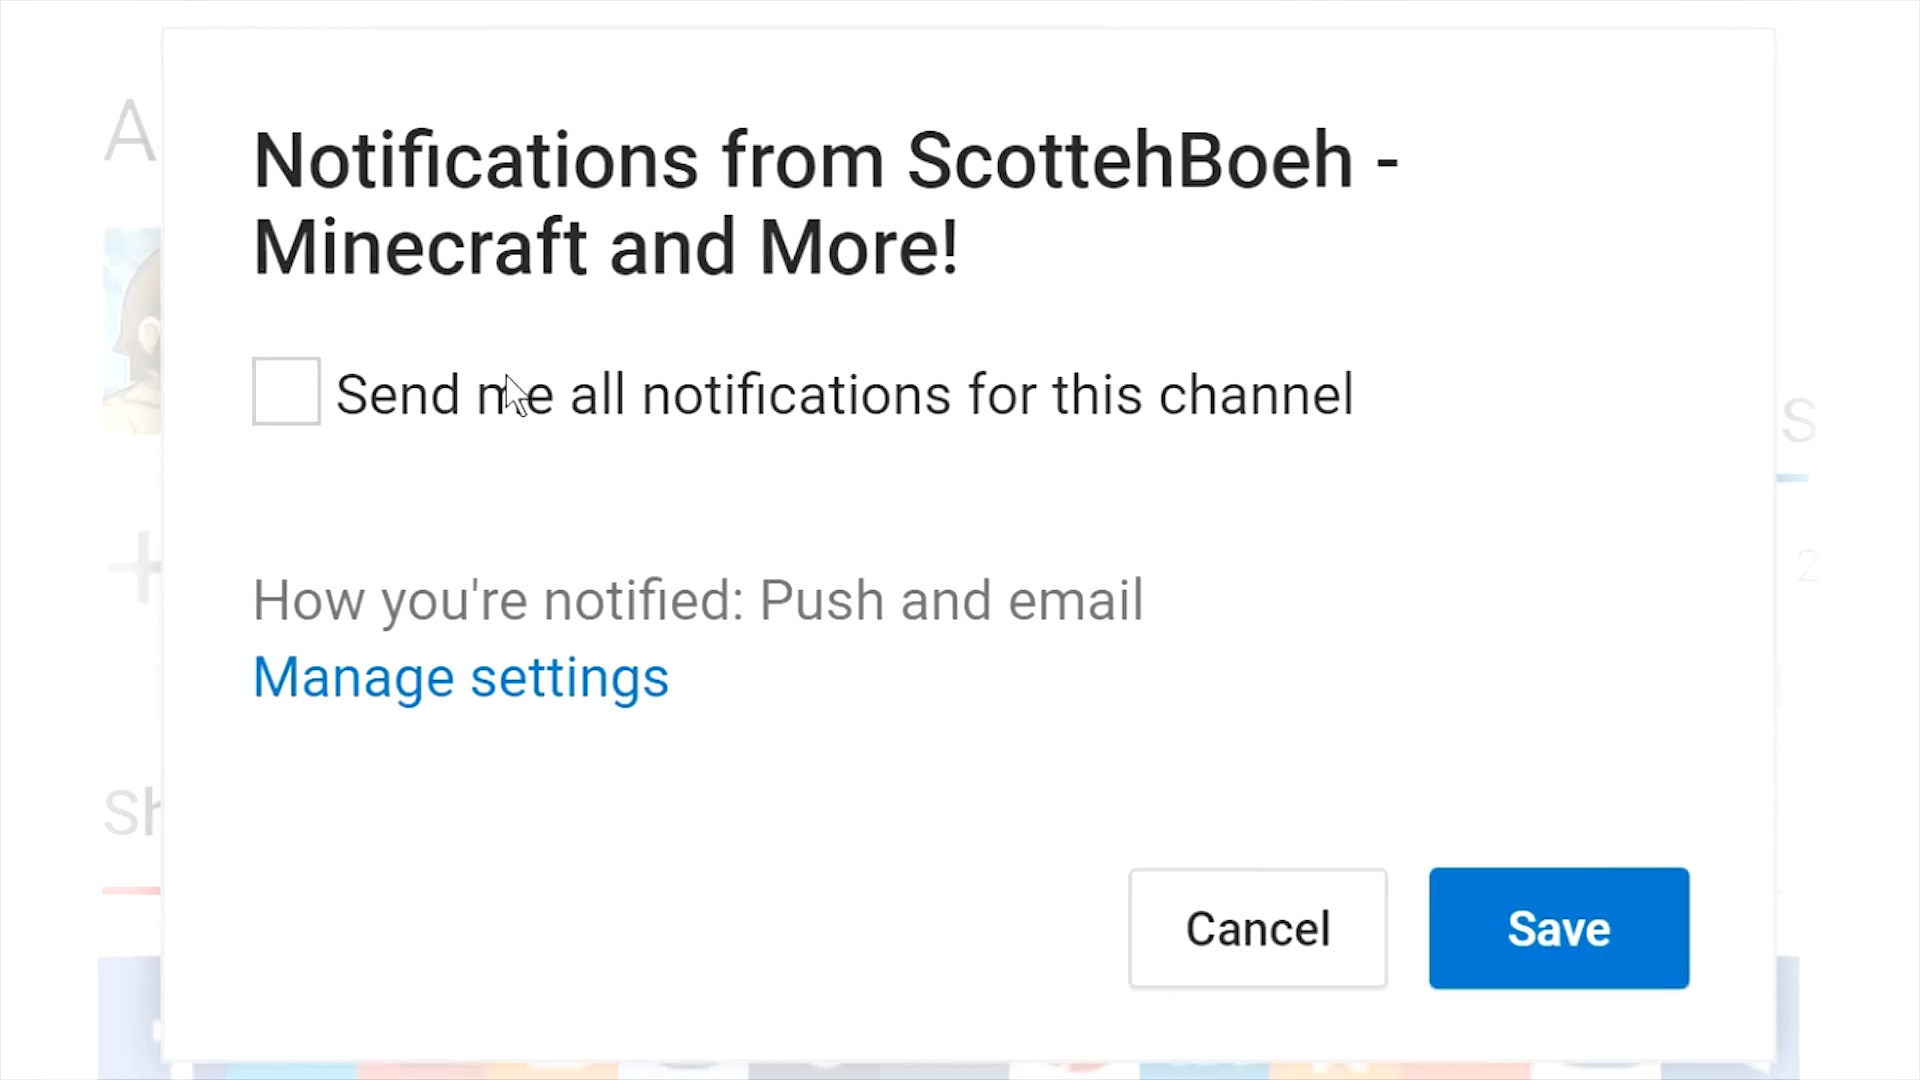 Notifications from ScottehBoeh -
Minecraft and More!
Send me all notifications for this channel
How you're notified: Push and email
Manage settings
Cancel
Save